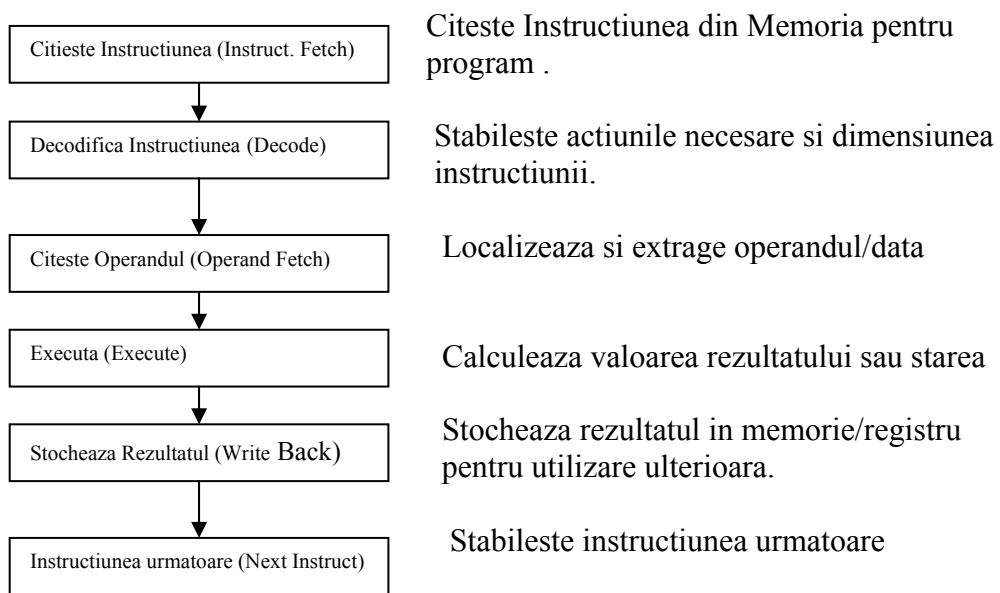 Citieste Instructiunea (Instruct. Fetch)
Citeste Instructiunea din Memoria pentru
program .
Decodifica Instructiunea (Decode)
Stabileste actiunile necesare si dimensiunea
instructiunii.
Citeste Operandul (Operand Fetch)
Localizeaza si extrage operandul/data
Executa (Execute)
Calculeaza valoarea rezultatului sau starea
Stocheaza Rezultatul (Write Back)
Stocheaza rezultatul in memorie/registru
pentru utilizare ulterioara.
Instructiunea urmatoare (Next Instruct)
Stabileste instructiunea urmatoare